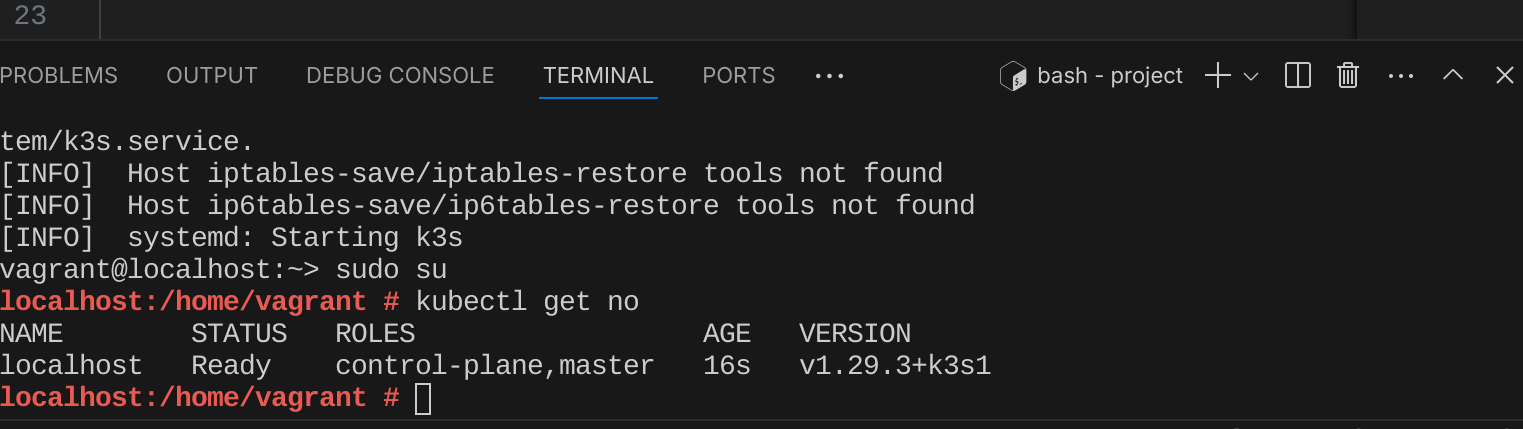 23
PROBLEMS OUTPUT DEBUG CONSOLE TERMINAL PORTS ... bash - project
tem/k3s.service.
[INFO]  Host iptables-save/iptables-restore tools not found
[INFO]  Host ip6tables-save/ip6tables-restore tools not found
[INFO]  systemd: Starting k3s
vagrant@localhost:~> sudo su
localhost:/home/vagrant # kubectl get no
NAME        STATUS   ROLES                  AGE   VERSION
localhost   Ready    control-plane,master   16s   v1.29.3+k3s1
localhost:/home/vagrant #